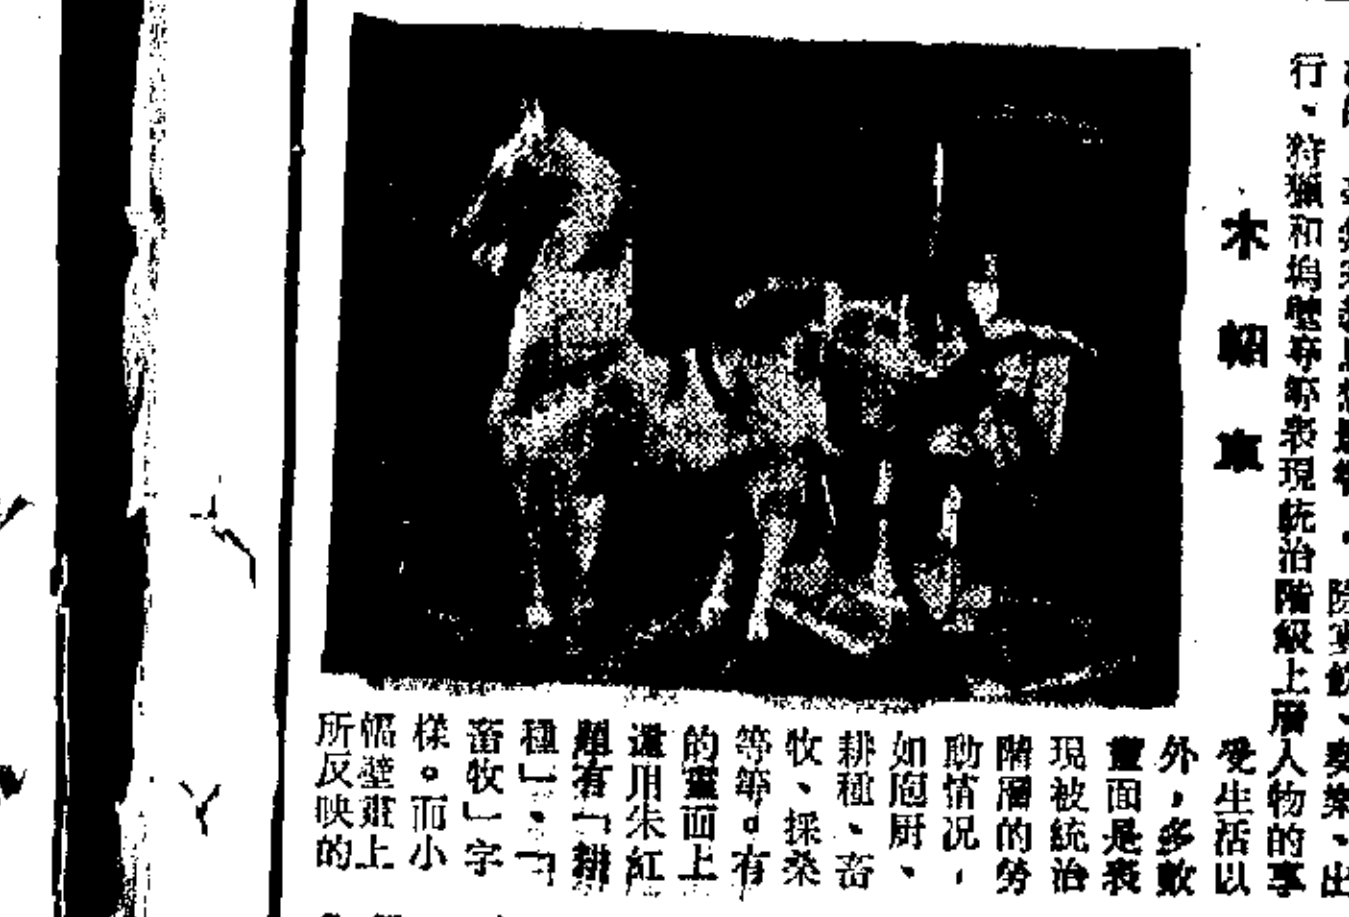 行、狩獵和塢壁等等表現統治階級上層人物的事
木軺車
受生活以
外，多數
畫面是表
現被統治
階層的勞
動情況，
如庖厨、
耕種、畜
牧、採桑
等等。有
的畫面上
還用朱紅
題有「耕
種」、「
畜牧」字
樣。而小
幅壁畫上
所反映的